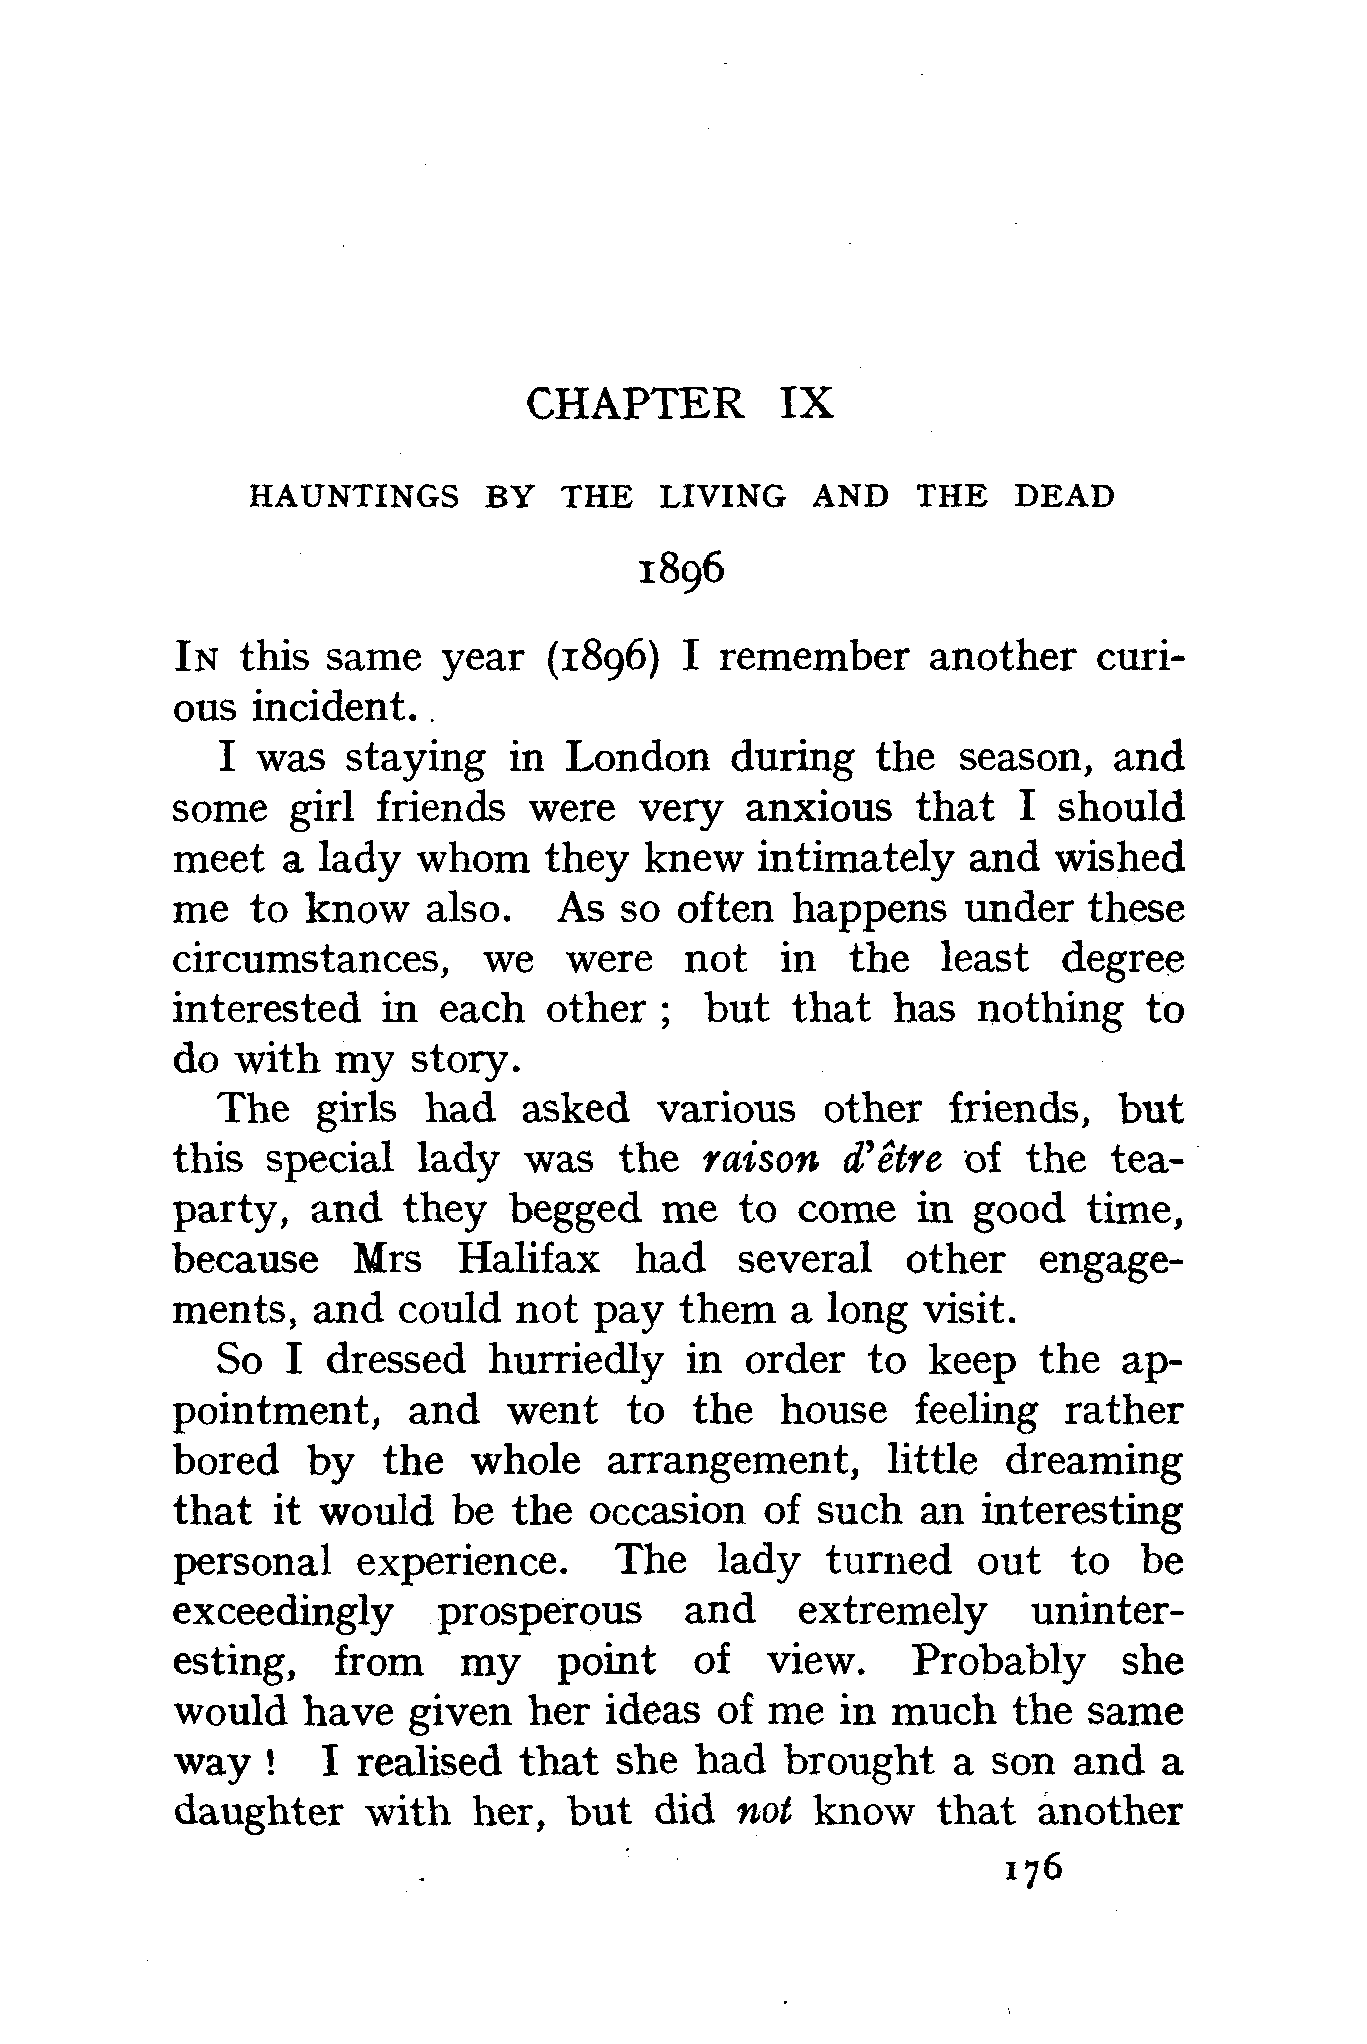 CHAPTER IX
HAUNTINGS BY THE LIVING AND THE DEAD
1896
IN this same year (1896) I remember another curi-
ous incident.
I was staying in London during the season, and
some girl friends were very anxious that I should
meet a lady whom they knew intimately and wished
me to know also. As so often happens under these
circumstances, we were not in the least degree
interested in each other ; but that has nothing to
do with my story.
The girls had asked various other friends, but
this special lady was the raison d'être of the tea-
party, and they begged me to come in good time,
because Mrs Halifax had several other engage-
ments, and could not pay them a long visit.
So I dressed hurriedly in order to keep the ap-
pointment, and went to the house feeling rather
bored by the whole arrangement, little dreaming
that it would be the occasion of such an interesting
personal experience. The lady turned out to be
exceedingly prosperous and extremely uninter-
esting, from my point of view. Probably she
would have given her ideas of me in much the same
way ! I realised that she had brought a son and a
daughter with her, but did not know that another
176